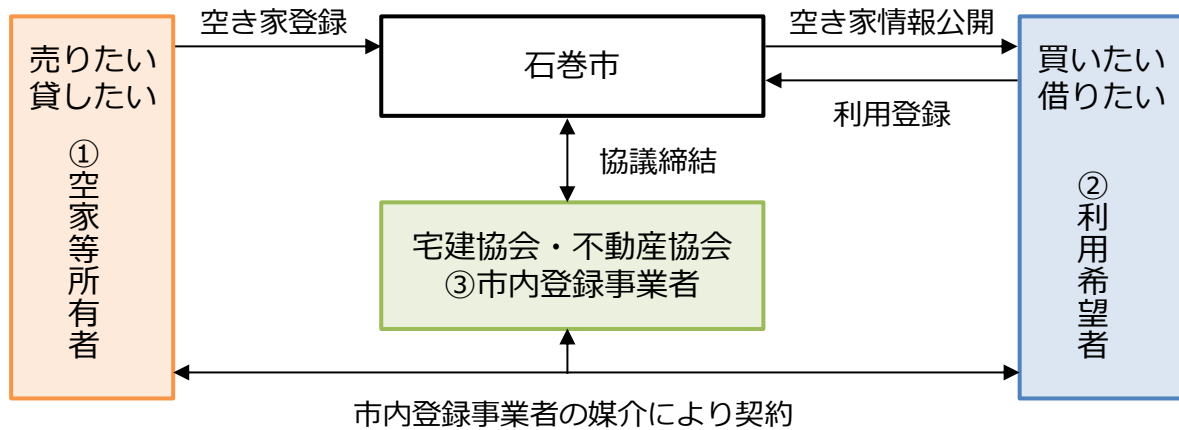 売りたい
貸したい
①空家等所有者
空き家登録
石巻市
空き家情報公開
利用登録
買いたい
借りたい
②利用希望者
協議締結
宅建協会・不動産協会
③市内登録事業者
市内登録事業者の媒介により契約